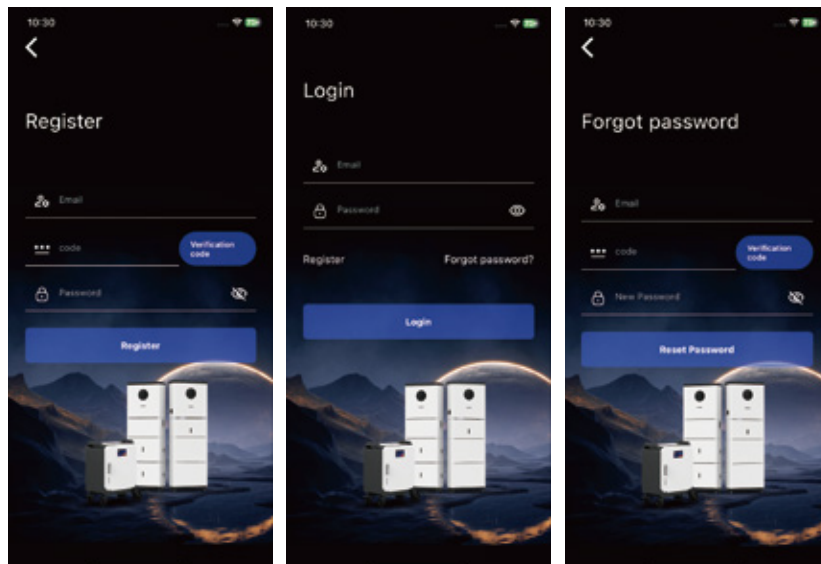 10:30
Register
Email
code
Verification
code
Password
Register
10:30
Login
Email
Password
Register
Forgot password?
Login
10:30
Forgot password
Email
code
Verification
code
New Password
Reset Password